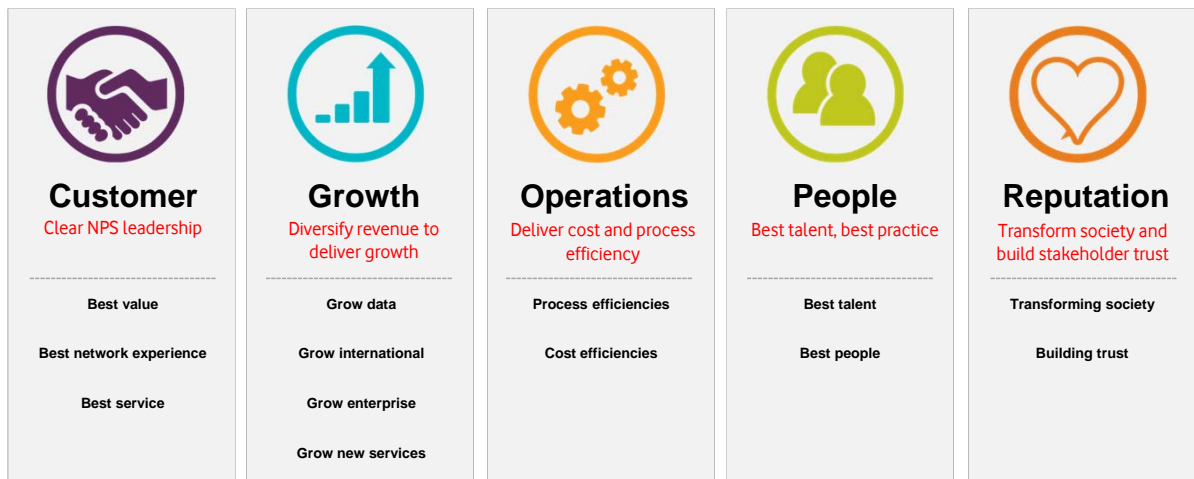 Customer
Clear NPS leadership
Best value
Best network experience
Best service
Growth
Diversify revenue to
deliver growth
Grow data
Grow international
Grow enterprise
Grow new services
Operations
Deliver cost and process
efficiency
Process efficiencies
Cost efficiencies
People
Best talent, best practice
Best talent
Best people
Reputation
Transform society and
build stakeholder trust
Transforming society
Building trust